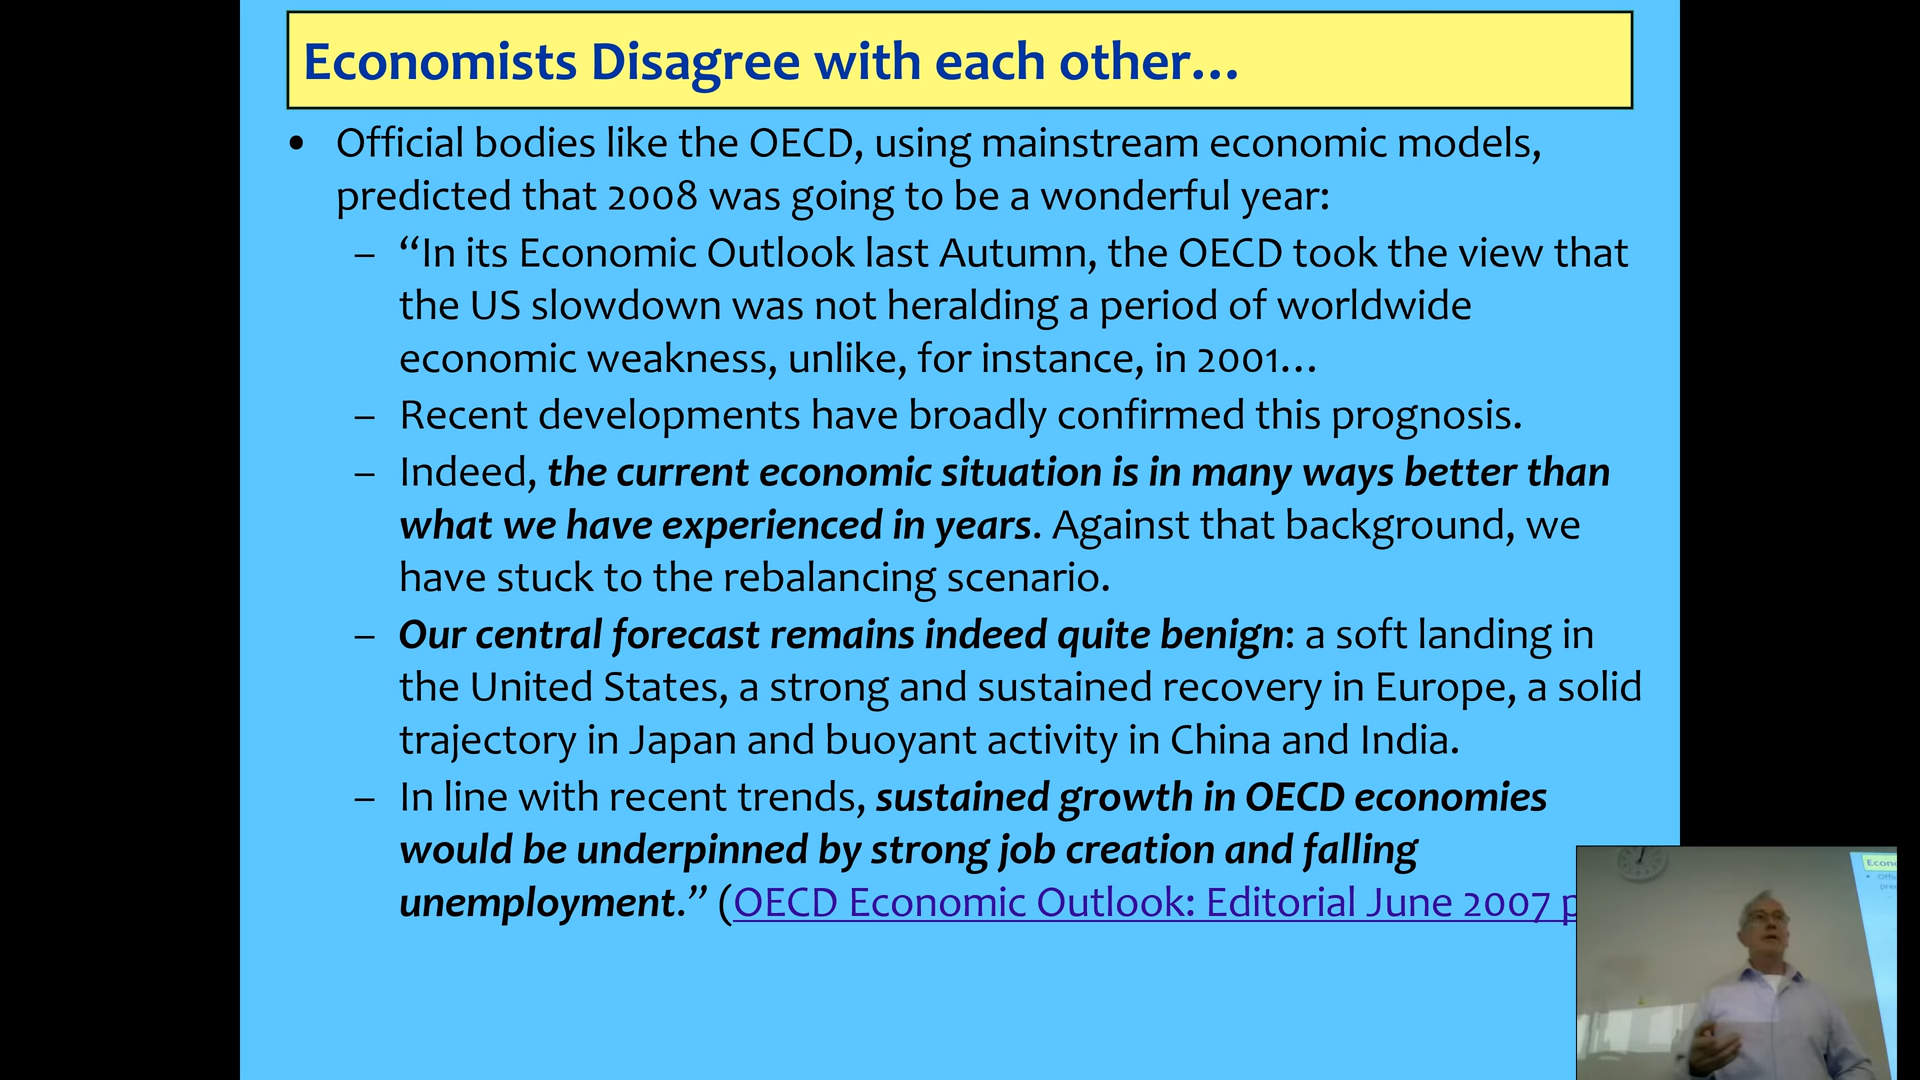 Economists Disagree with each other...
• Official bodies like the OECD, using mainstream economic models,
predicted that 2008 was going to be a wonderful year:
– “In its Economic Outlook last Autumn, the OECD took the view that
the US slowdown was not heralding a period of worldwide
economic weakness, unlike, for instance, in 2001...
– Recent developments have broadly confirmed this prognosis.
– Indeed, the current economic situation is in many ways better than
what we have experienced in years. Against that background, we
have stuck to the rebalancing scenario.
– Our central forecast remains indeed quite benign: a soft landing in
the United States, a strong and sustained recovery in Europe, a solid
trajectory in Japan and buoyant activity in China and India.
– In line with recent trends, sustained growth in OECD economies
would be underpinned by strong job creation and falling
unemployment.” (OECD Economic Outlook: Editorial June 2007 p